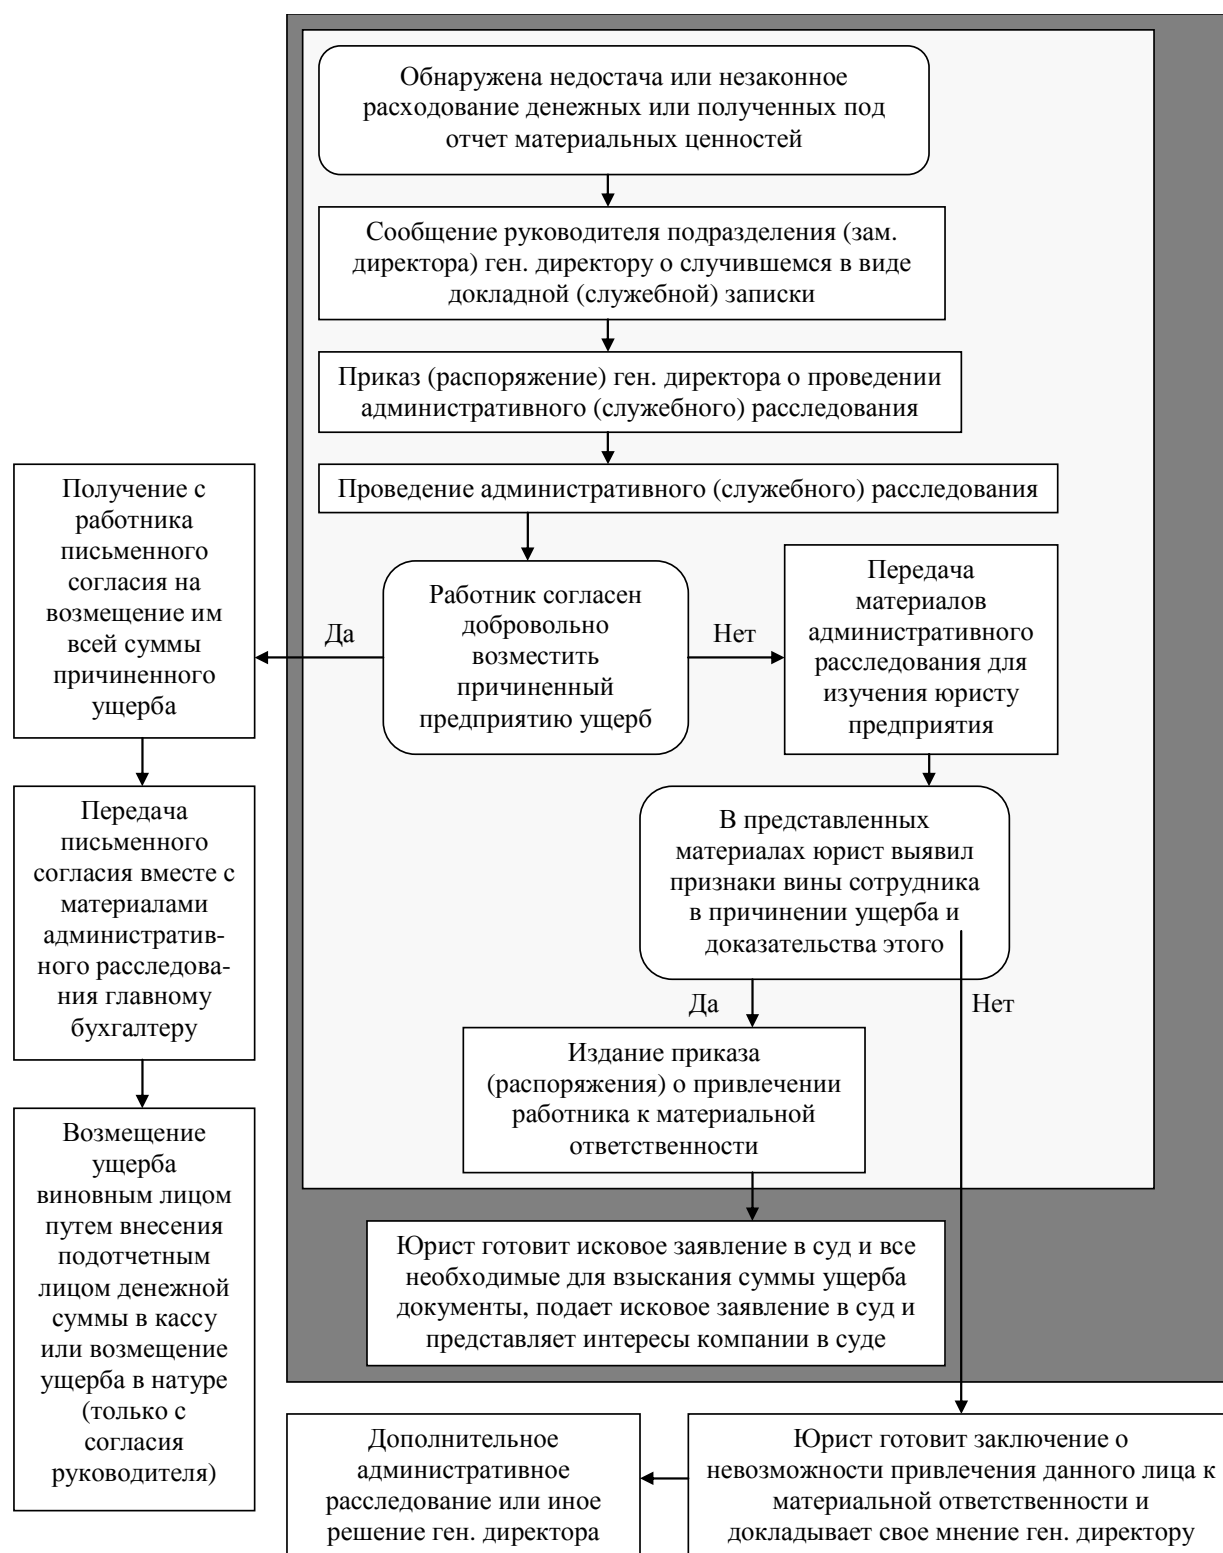 Обнаружена недостача или незаконное
расходование денежных или полученных под
отчет материальных ценностей
Сообщение руководителя подразделения (зам.
директора) ген. директору о случившемся в виде
докладной (служебной) записки
Приказ (распоряжение) ген. директора о проведении
административного (служебного) расследования
Проведение административного (служебного) расследования
Работник согласен
добровольно
возместить
причиненный
предприятию ущерб
Да
Нет
Получение с
работника
письменного
согласия на
возмещение им
всей суммы
причиненного
ущерба
Передача
письменного
согласия вместе с
материалами
административ-
ного расследова-
ния главному
бухгалтеру
Возмещение
ущерба
виновным лицом
путем внесения
подотчетным
лицом денежной
суммы в кассу
или возмещение
ущерба в натуре
(только с
согласия
руководителя)
Передача
материалов
административного
расследования для
изучения юристу
предприятия
В представленных
материалах юрист выявил
признаки вины сотрудника
в причинении ущерба и
доказательства этого
Да
Нет
Издание приказа
(распоряжения) о привлечении
работника к материальной
ответственности
Юрист готовит исковое заявление в суд и все
необходимые для взыскания суммы ущерба
документы, подает исковое заявление в суд и
представляет интересы компании в суде
Юрист готовит заключение о
невозможности привлечения данного лица к
материальной ответственности и
докладывает свое мнение ген. директору
Дополнительное
административное
расследование или иное
решение ген. директора